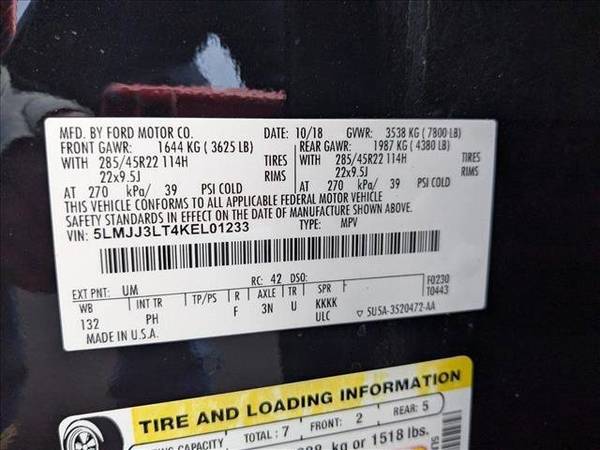 MFD. BY FORD MOTOR CO. DATE: 10/18 GVWR: 3538 KG ( 7800 LB)
FRONT GAWR: 1644 KG ( 3625 LB) REAR GAWR: 1987 KG ( 4380 LB)
WITH 285/45R22 114H TIRES WITH 285/45R22 114H TIRES
22x9.5J RIMS 22x9.5J RIMS
AT 270 kPa/ 39 PSI COLD AT 270 kPa/ 39 PSI COLD
THIS VEHICLE CONFORMS TO ALL APPLICABLE FEDERAL MOTOR VEHICLE
SAFETY STANDARDS IN EFFECT ON THE DATE OF MANUFACTURE SHOWN ABOVE.
VIN: 5LMJJ3LT4KEL01233 TYPE: MPV
EXT PNT: UM RC: 42 DSO: F0230
WB INT TR TP/PS R AXLE TR SPR T0443
132 PH F 3N U KKKK
ULC 5U5A-3520472-AA
MADE IN U.S.A.
TIRE AND LOADING INFORMATION
CAPACITY TOTAL: 7 FRONT: 2 REAR: 5
kg or 1518 lbs.